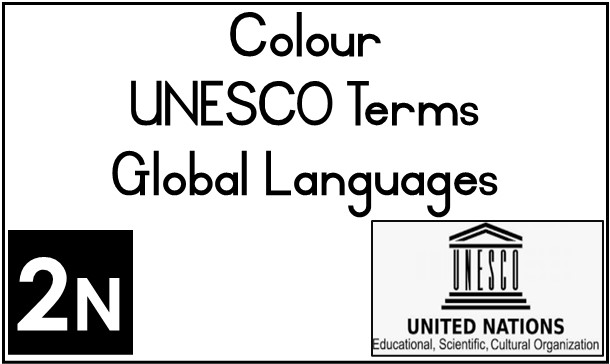 Colour
UNESCO Terms
Global Languages
2N
UNESCO
UNITED NATIONS
Educational, Scientific, Cultural Organization